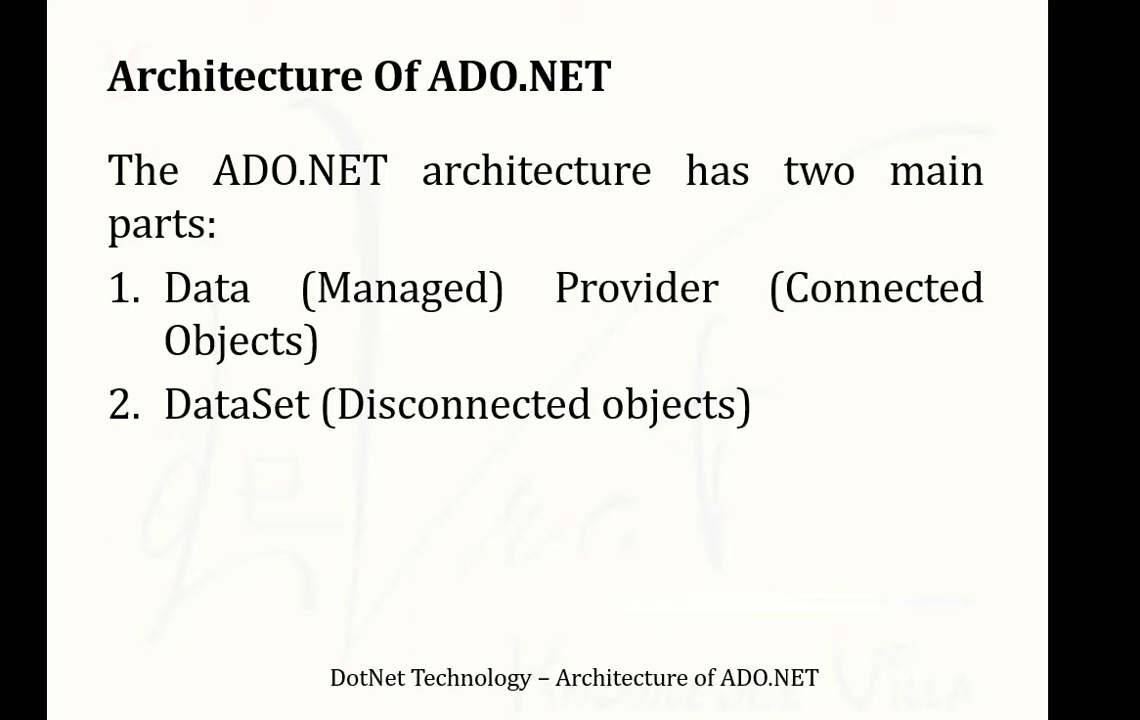 Architecture Of ADO.NET
The ADO.NET architecture has two main
parts:
1. Data (Managed) Provider (Connected
Objects)
2. DataSet (Disconnected objects)
DotNet Technology – Architecture of ADO.NET